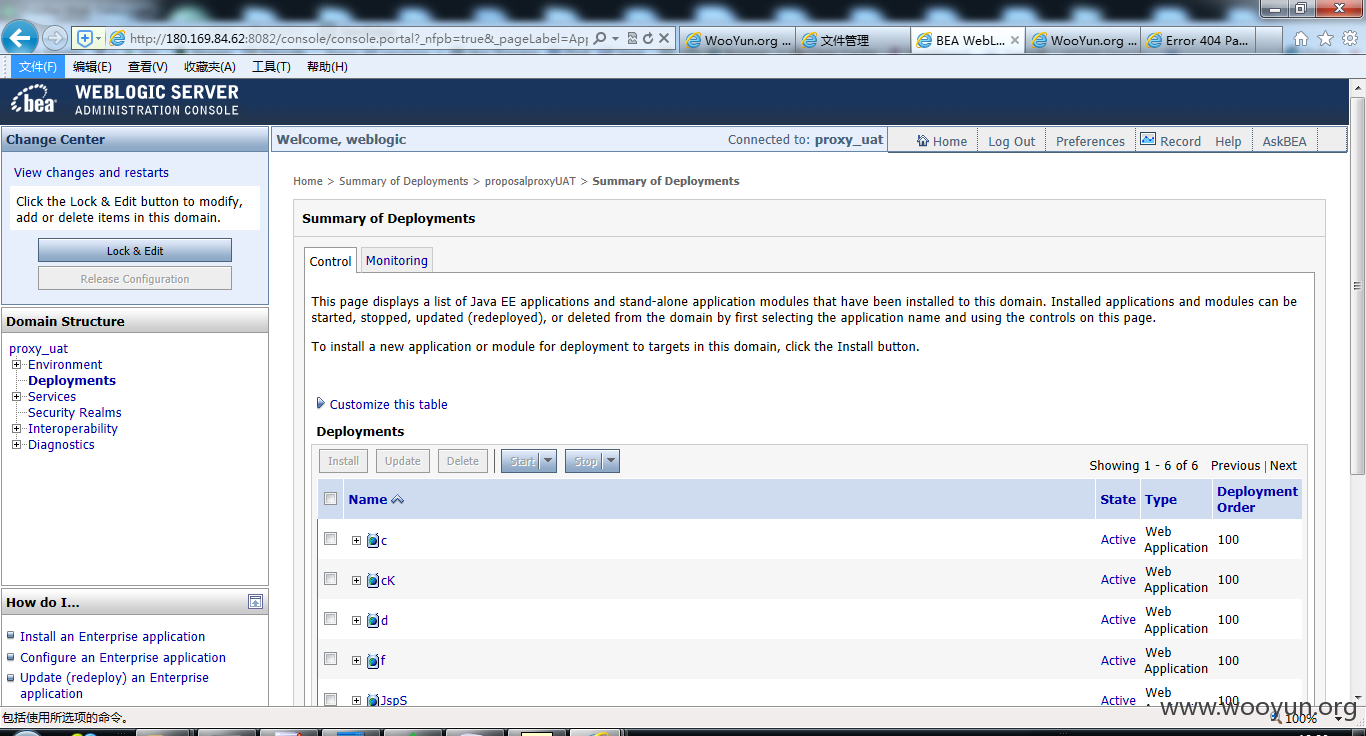 http://180.169.84.62:8082/console/console.portal?_nfpb=true&_pageLabel=Ap
WooYun.org ...
文件管理
BEA WebL...
WooYun.org ...
Error 404 Pa...
文件(F) 编辑(E) 查看(V) 收藏夹(A) 工具(T) 帮助(H)
bea
WEBLOGIC SERVER
ADMINISTRATION CONSOLE
Change Center
View changes and restarts
Click the Lock & Edit button to modify,
add or delete items in this domain.
Lock & Edit
Release Configuration
Domain Structure
proxy_uat
Environment
Deployments
Services
Security Realms
Interoperability
Diagnostics
How do I...
Install an Enterprise application
Configure an Enterprise application
Update (redeploy) an Enterprise
application
Welcome, weblogic
Connected to: proxy_uat
Home Log Out Preferences Record Help AskBEA
Home > Summary of Deployments > proposalproxyUAT > Summary of Deployments
Summary of Deployments
Control Monitoring
This page displays a list of Java EE applications and stand-alone application modules that have been installed to this domain. Installed applications and modules can be
started, stopped, updated (redeployed), or deleted from the domain by first selecting the application name and using the controls on this page.
To install a new application or module for deployment to targets in this domain, click the Install button.
Customize this table
Deployments
Install Update Delete Start Stop
Showing 1 - 6 of 6 Previous | Next
Name State Type Deployment
Order
c Active Web
Application 100
cK Active Web
Application 100
d Active Web
Application 100
f Active Web
Application 100
JspS Active Web
100
包括使用所选项的命令。
100%
www.wooyun.org